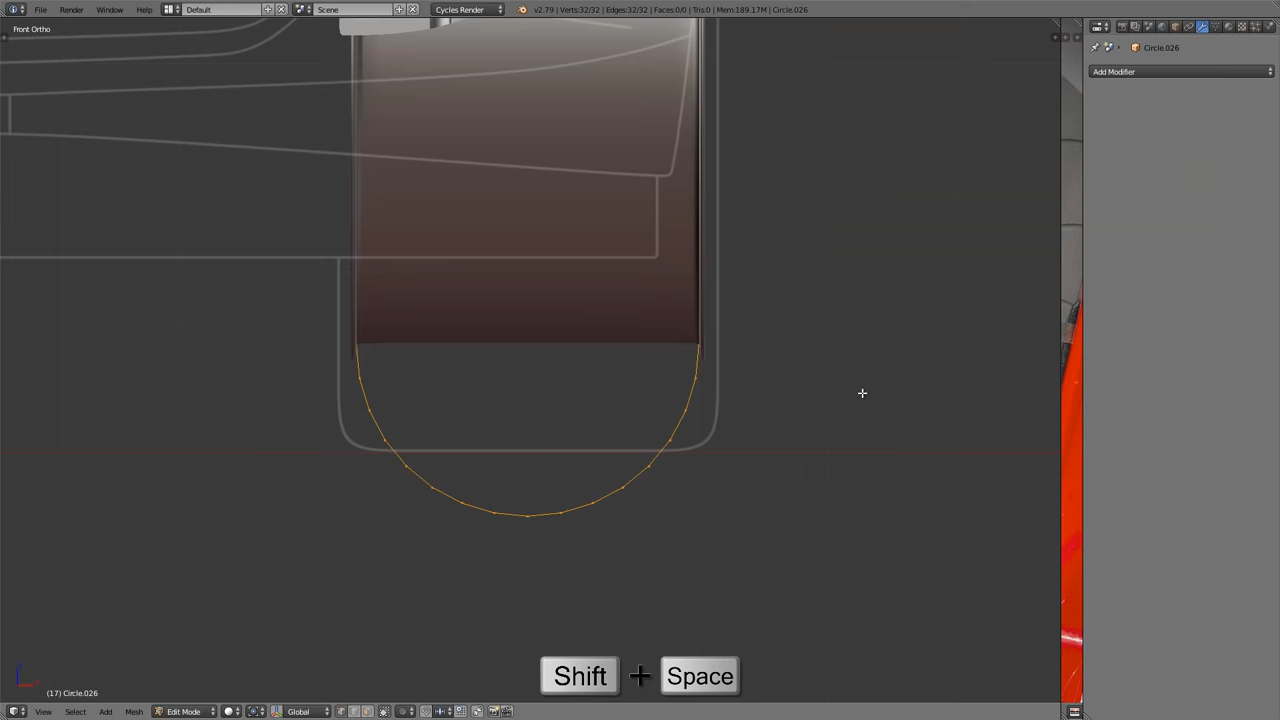 File Render Window Help Default Scene Cycles Render v2.79 | Verts:32/32 | Edges:32/32 | Faces:0/0 | Tris:0 | Mem:189.17M | Circle.026
Front Ortho
Circle.026
Add Modifier
Shift + Space
(17) Circle.026
View Select Add Mesh Edit Mode Global